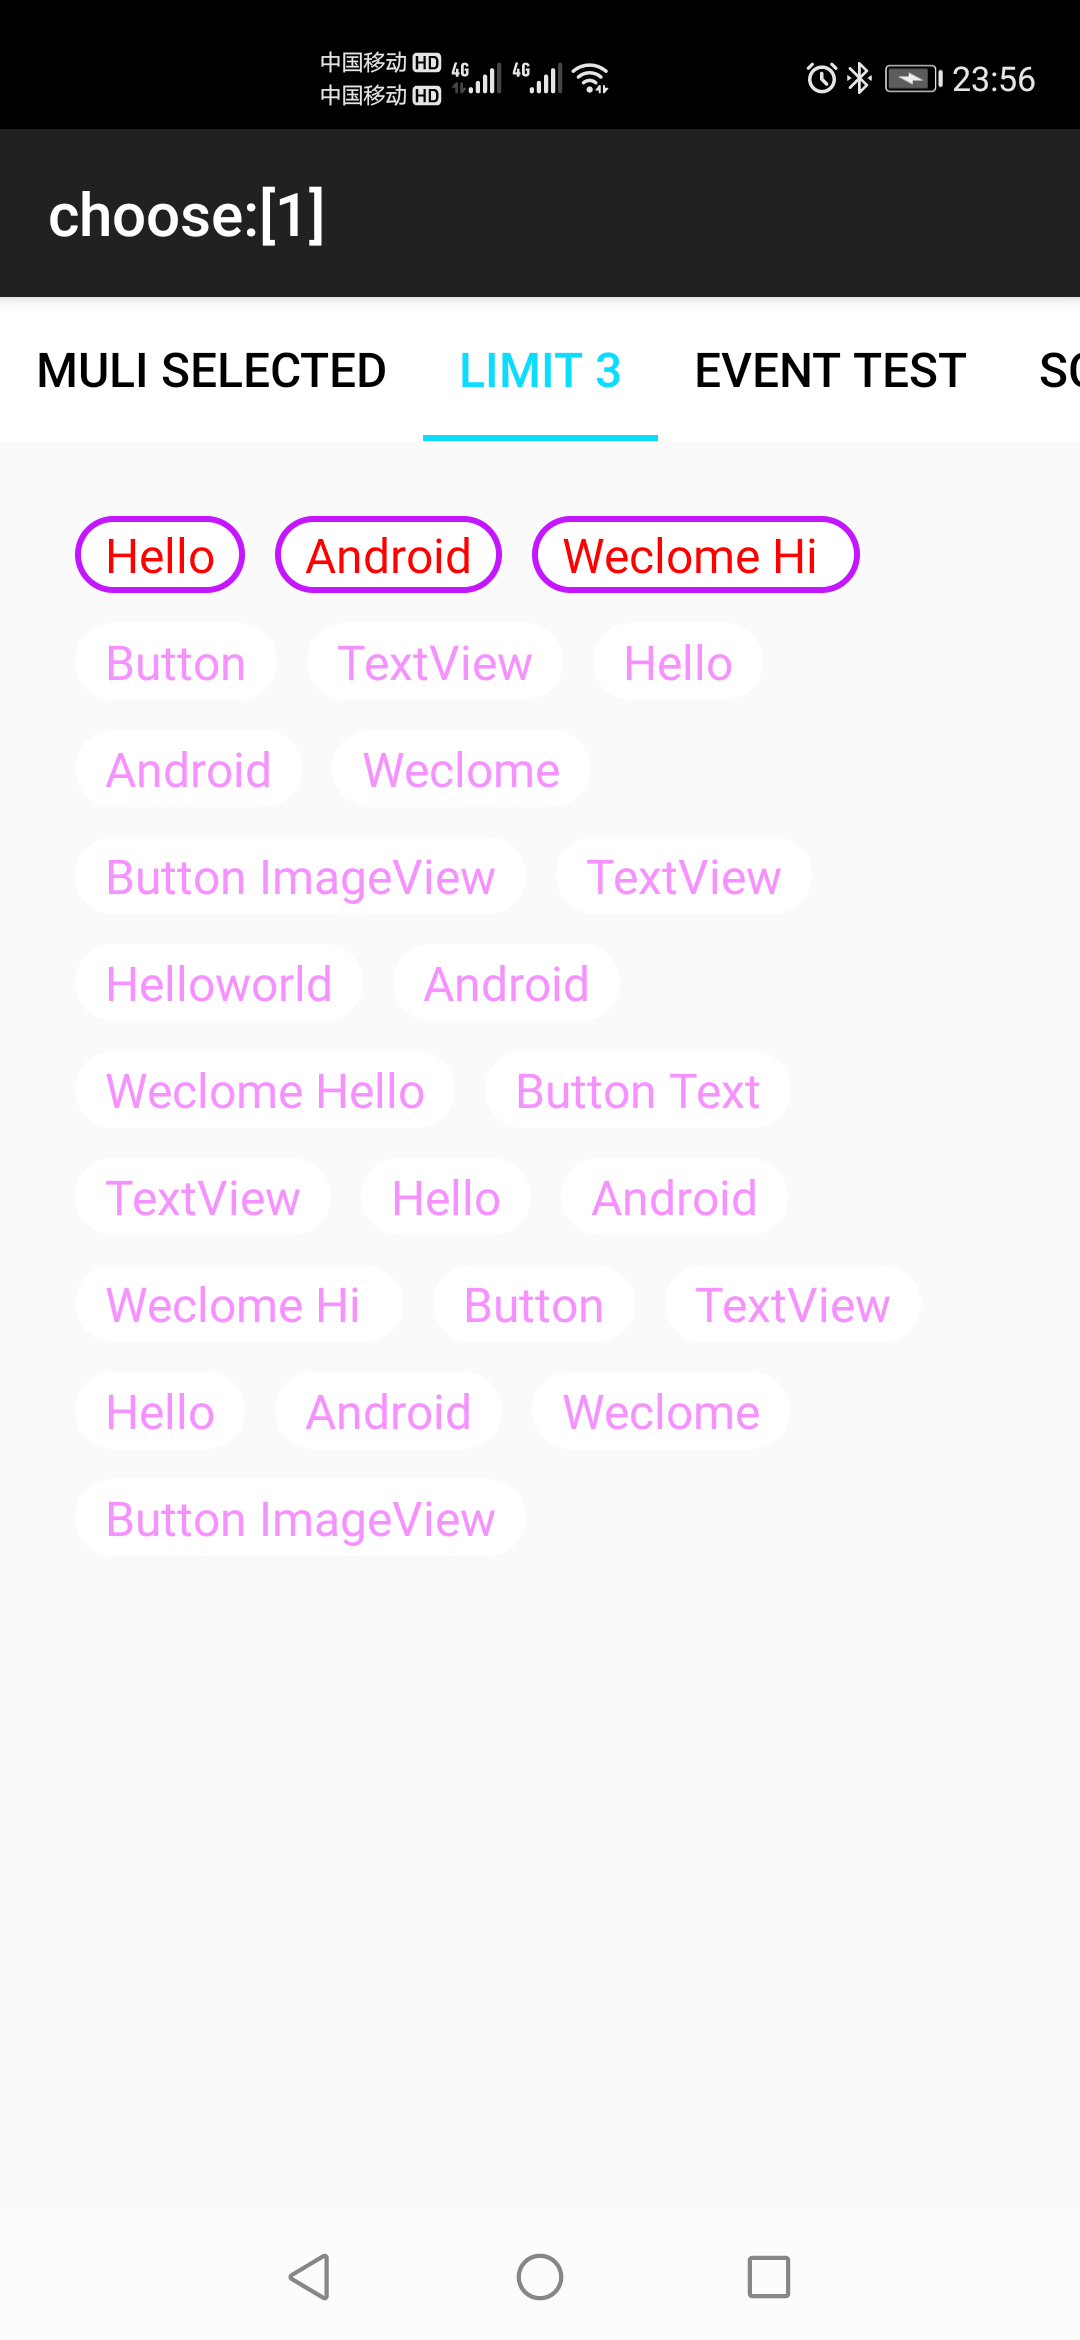 中国移动 HD 4G 4G 23:56
中国移动 HD
choose:[1]
MULI SELECTED LIMIT 3 EVENT TEST SC
Hello Android Weclome Hi
Button TextView Hello
Android Weclome
Button ImageView TextView
Helloworld Android
Weclome Hello Button Text
TextView Hello Android
Weclome Hi Button TextView
Hello Android Weclome
Button ImageView